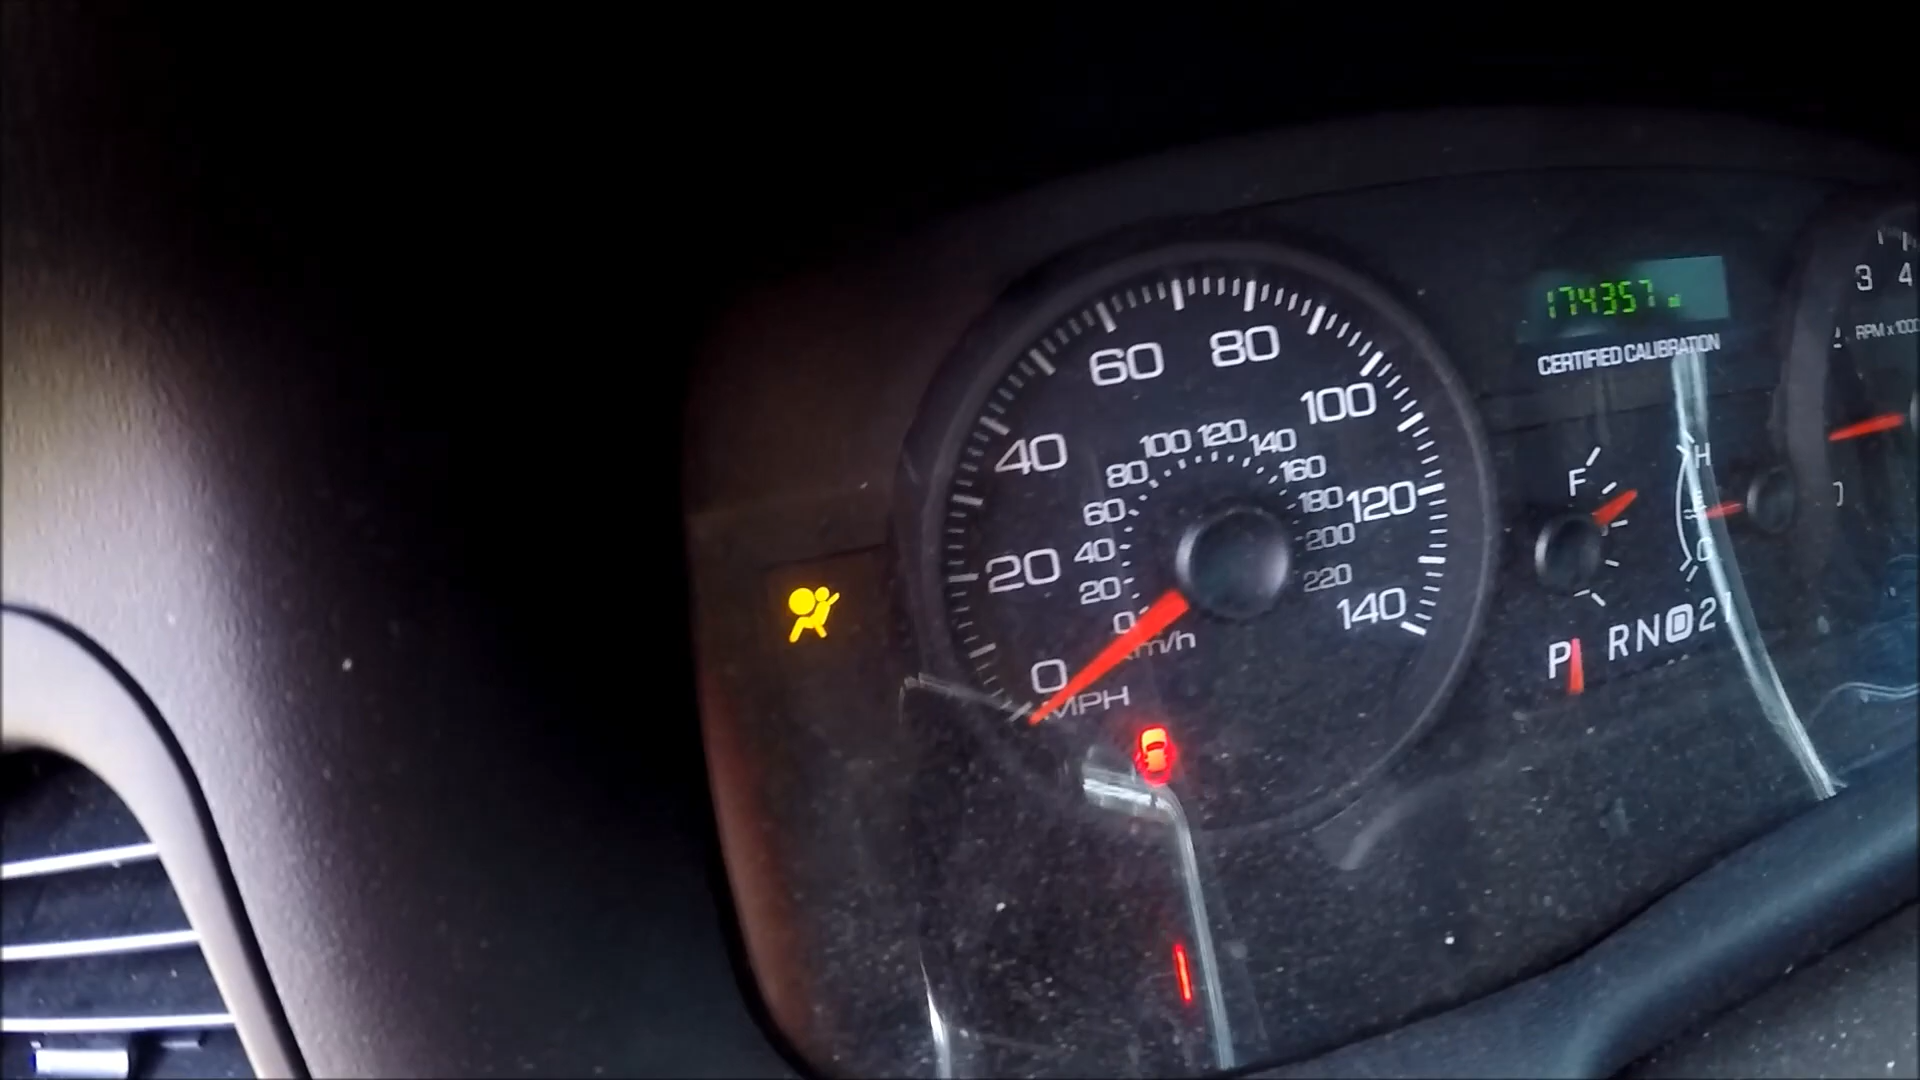 60 80
40 100
20 120
0 140
MPH
100 120 140
80 160
60 180
40 200
20 220
0
174357
CERTIFIED CALIBRATION
F
H
C
P R N D 2 1
3 4
RPM x 1000